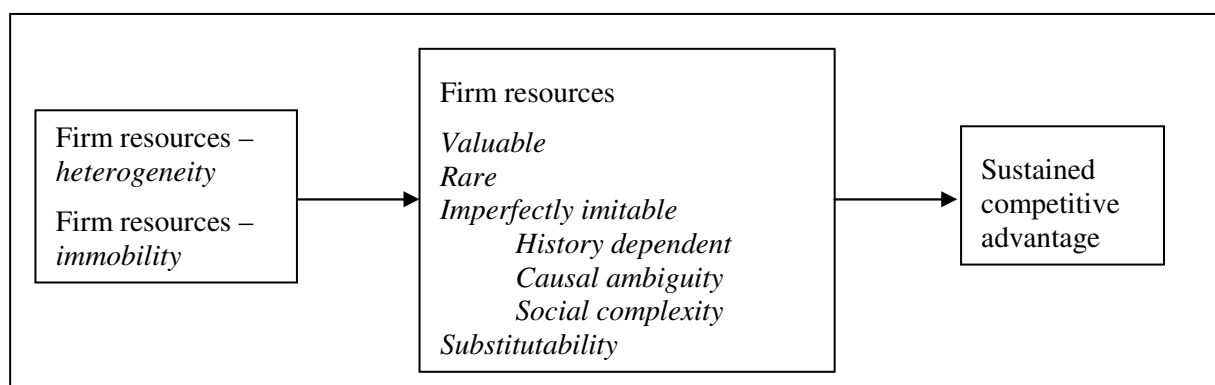 Firm resources –
heterogeneity
Firm resources –
immobility
Firm resources
Valuable
Rare
Imperfectly imitable
History dependent
Causal ambiguity
Social complexity
Substitutability
Sustained
competitive
advantage